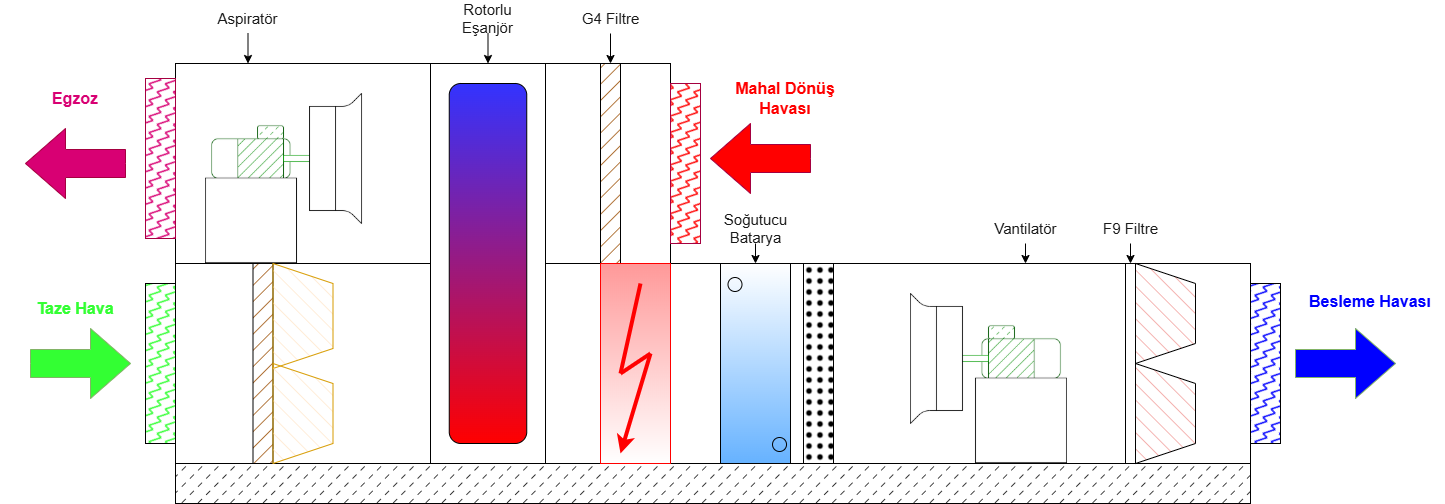 Aspiratör
Rotorlu
Eşanjör
G4 Filtre
Egzoz
Mahal Dönüş
Havası
Soğutucu
Batarya
Vantilatör
F9 Filtre
Taze Hava
Besleme Havası